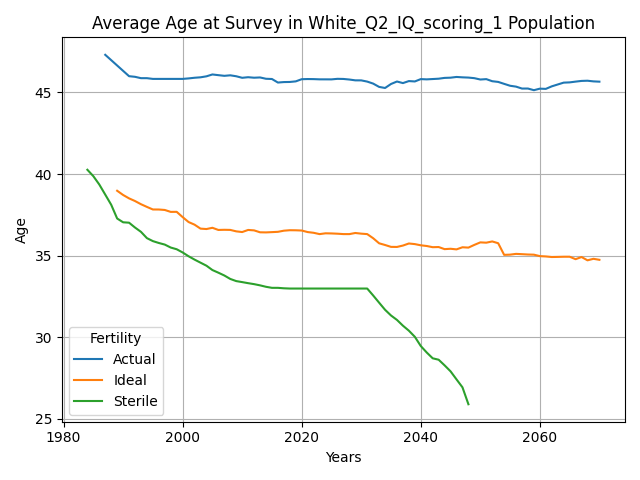 Average Age at Survey in White_Q2_IQ_scoring_1 Population
Age
45
40
35
30
25
Fertility
Actual
Ideal
Sterile
1980
2000
2020
2040
2060
Years